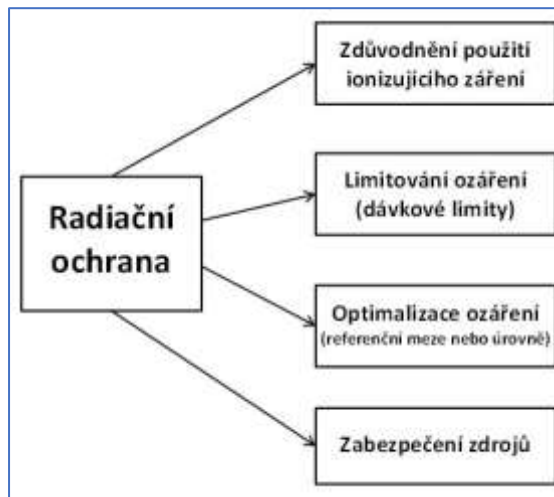 Radiační
ochrana
Zdůvodnění použití
ionizujícího záření
Limitování ozáření
(dávkové limity)
Optimalizace ozáření
(referenční meze nebo úrovně)
Zabezpečení zdrojů